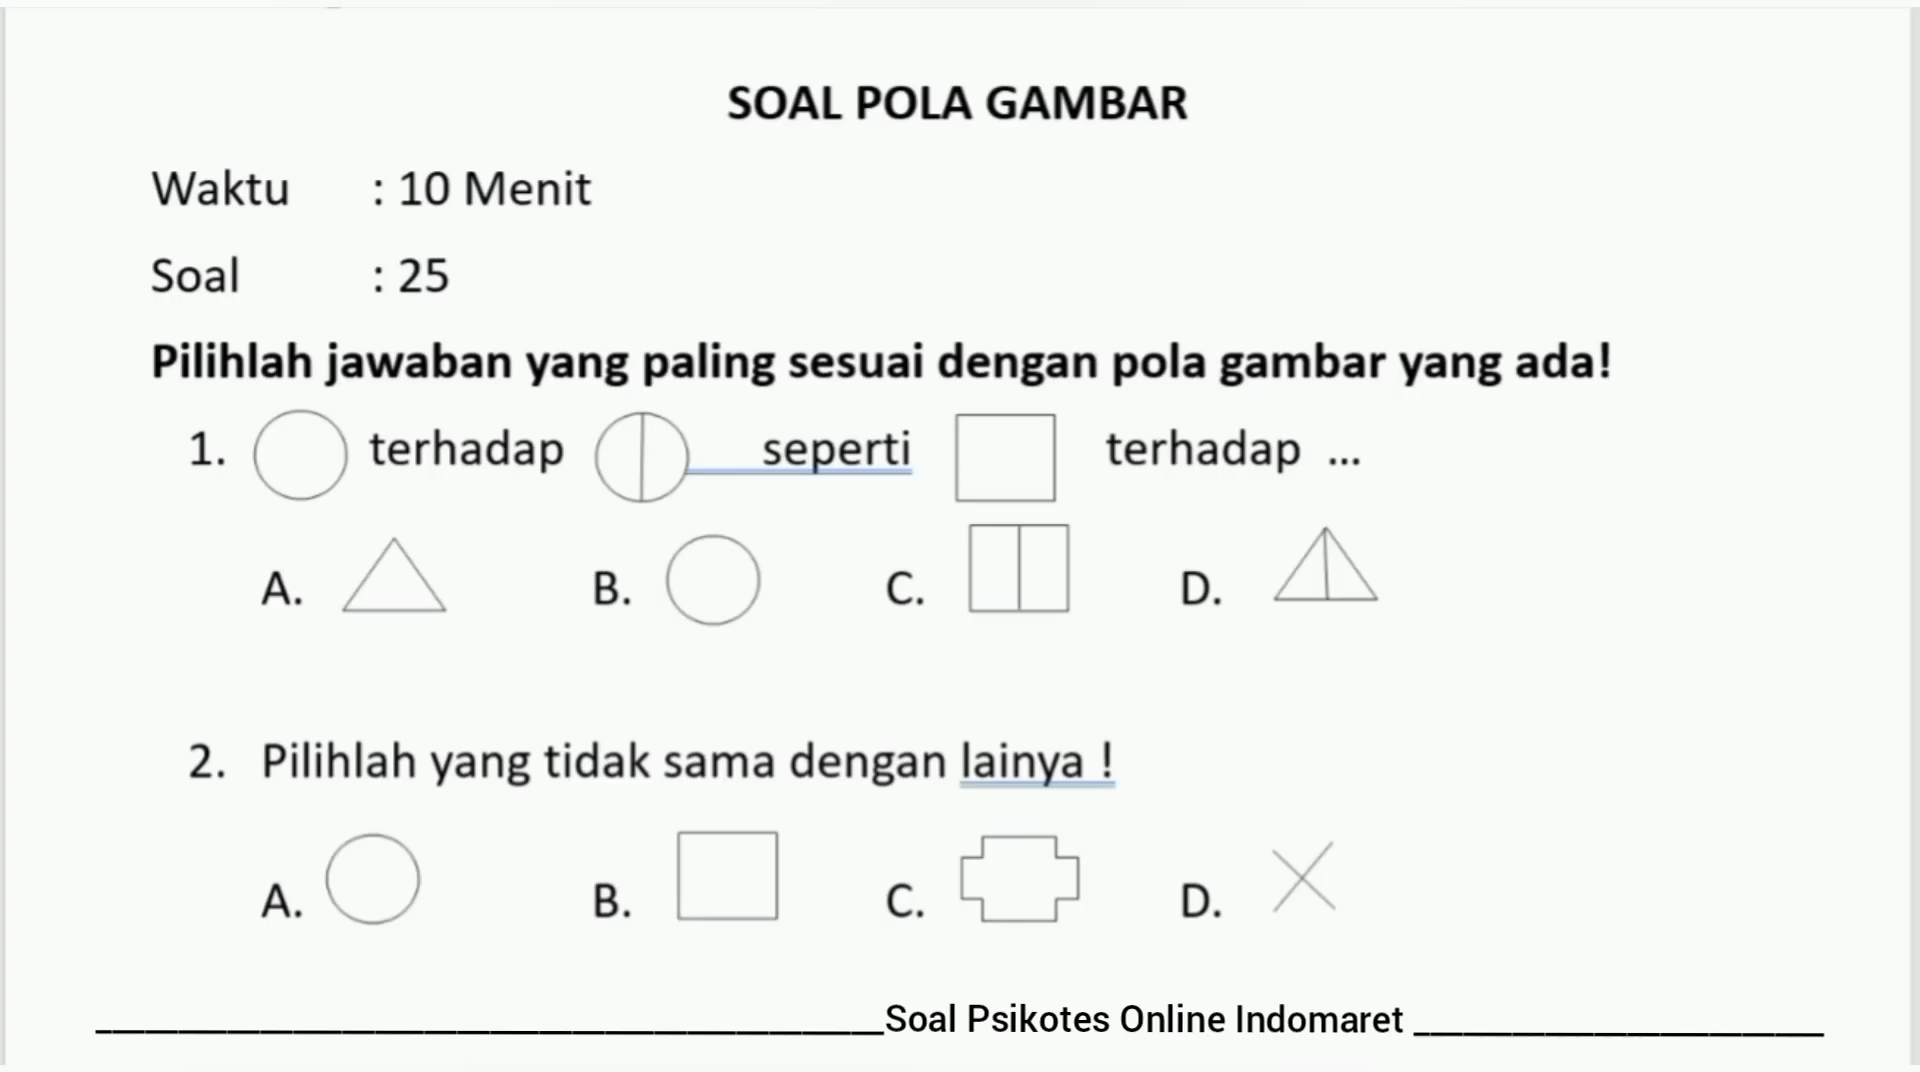 SOAL POLA GAMBAR
Waktu : 10 Menit
Soal : 25
Pilihlah jawaban yang paling sesuai dengan pola gambar yang ada!
1. terhadap seperti terhadap ...
A. B. C. D.
2. Pilihlah yang tidak sama dengan lainya !
A. B. C. D.
Soal Psikotes Online Indomaret